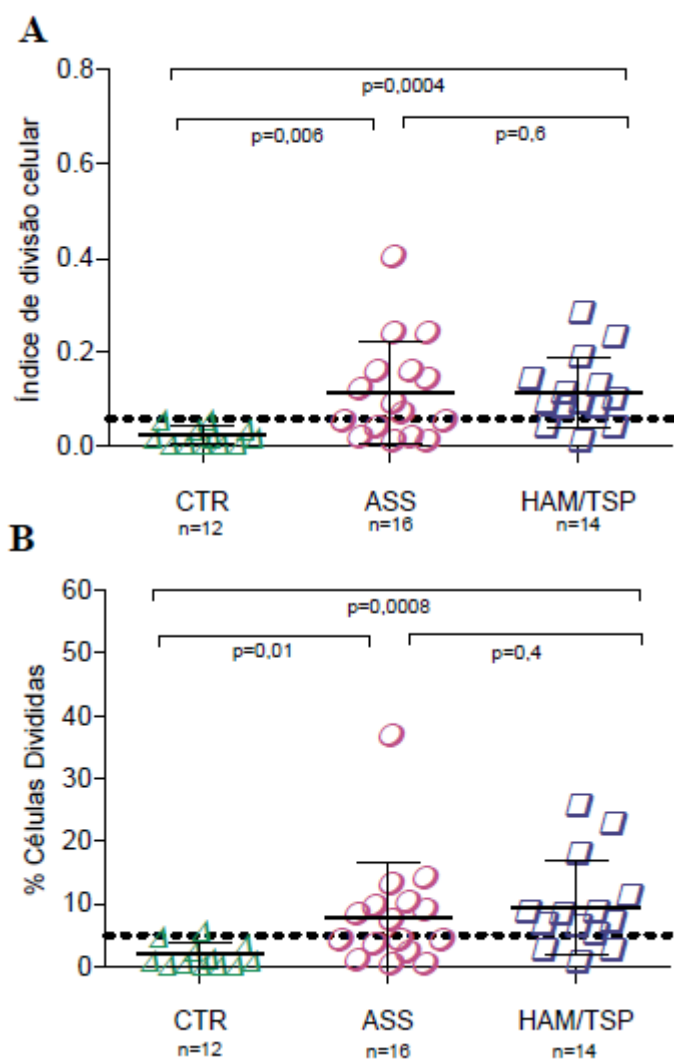 A
Índice de divisão celular
0.8
0.6
0.4
0.2
0.0
p=0,0004
p=0,006
p=0,6
CTR
n=12
ASS
n=16
HAM/TSP
n=14
B
% Células Divididas
60
50
40
30
20
10
0
p=0,0008
p=0,01
p=0,4
CTR
n=12
ASS
n=16
HAM/TSP
n=14